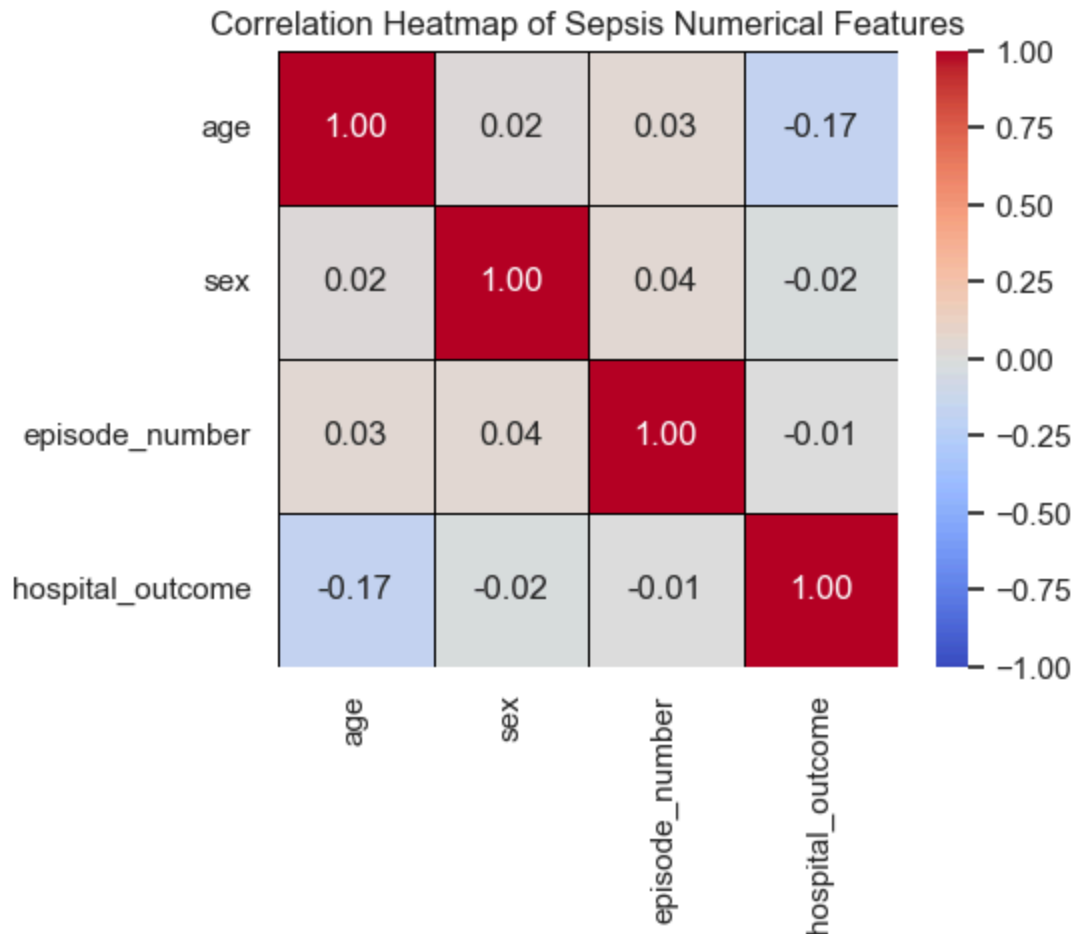 Correlation Heatmap of Sepsis Numerical Features
age 1.00 0.02 0.03 -0.17
sex 0.02 1.00 0.04 -0.02
episode_number 0.03 0.04 1.00 -0.01
hospital_outcome -0.17 -0.02 -0.01 1.00
age
sex
episode_number
hospital_outcome
1.00
0.75
0.50
0.25
0.00
−0.25
−0.50
−0.75
−1.00